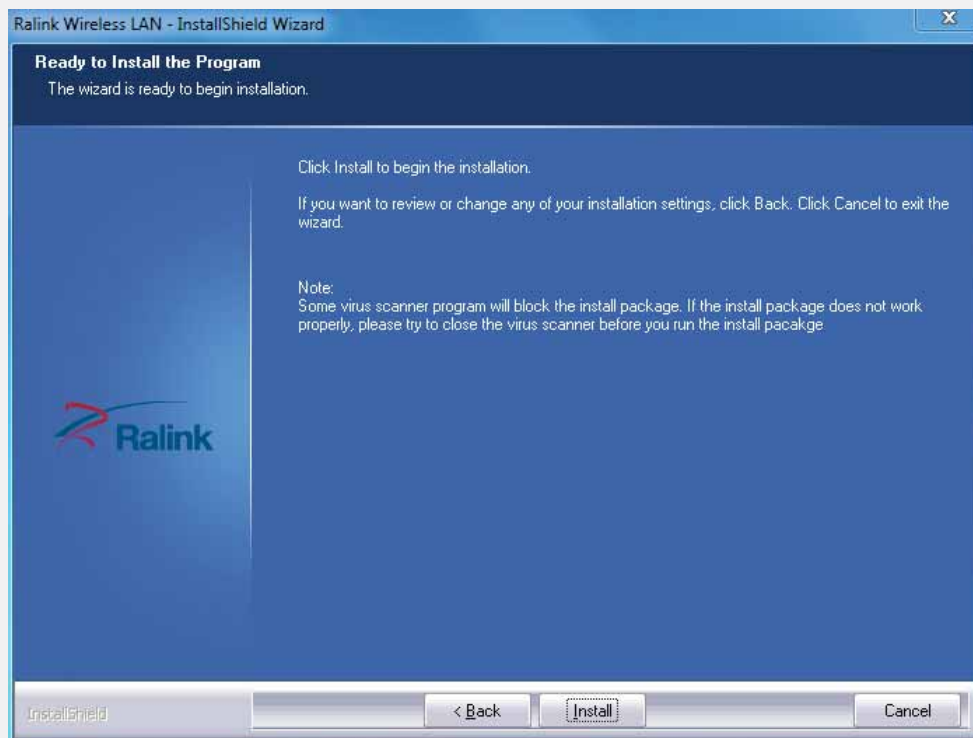 Ralink Wireless LAN - InstallShield Wizard
Ready to Install the Program
The wizard is ready to begin installation.
Click Install to begin the installation.
If you want to review or change any of your installation settings, click Back. Click Cancel to exit the
wizard.
Note:
Some virus scanner program will block the install package. If the install package does not work
properly, please try to close the virus scanner before you run the install pacakge
Ralink
InstallShield
< Back
Install
Cancel